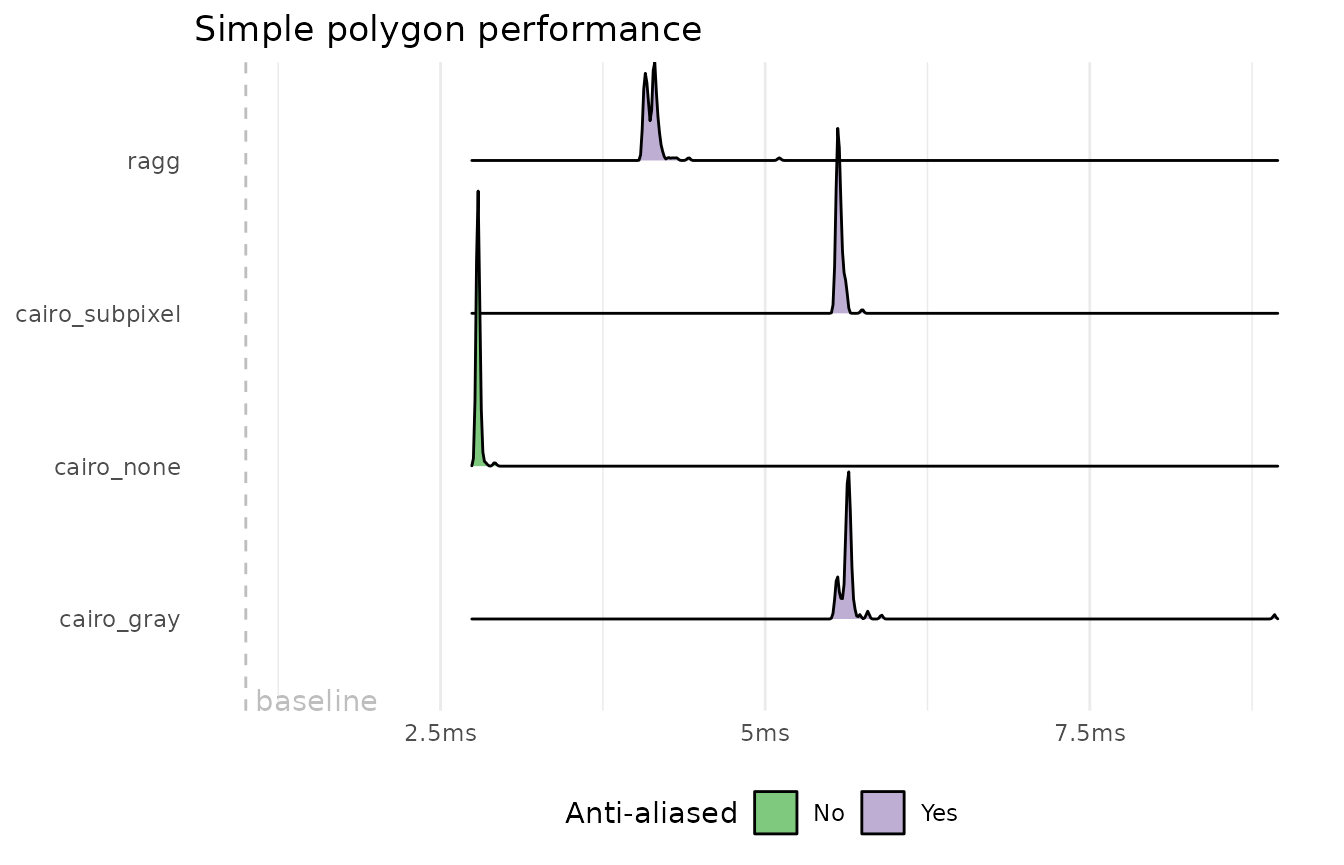 Simple polygon performance
ragg
cairo_subpixel
cairo_none
cairo_gray
baseline
2.5ms 5ms 7.5ms
Anti-aliased No Yes